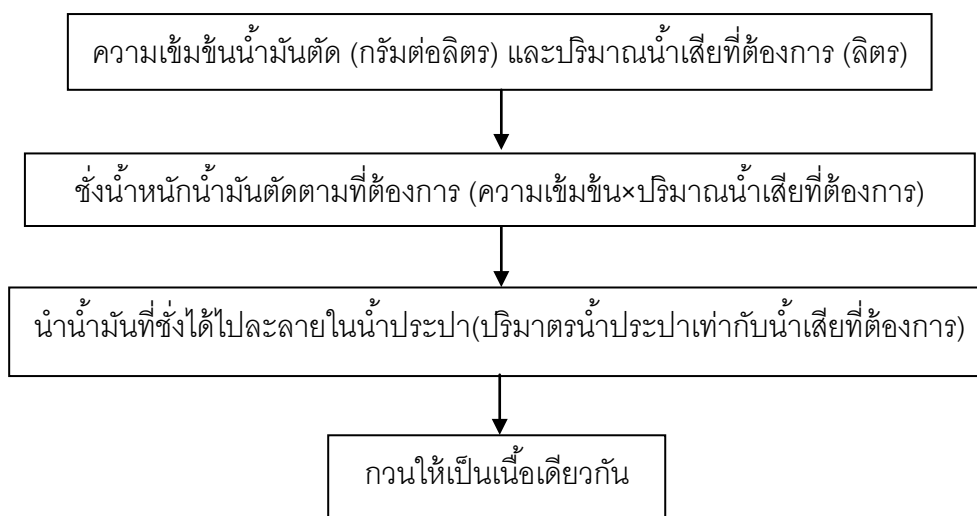 ความเข้มข้นน้ำมันตัด (กรัมต่อลิตร) และปริมาณน้ำเสียที่ต้องการ (ลิตร)
ชั่งน้ำหนักน้ำมันตัดตามที่ต้องการ (ความเข้มข้น×ปริมาณน้ำเสียที่ต้องการ)
นำน้ำมันที่ชั่งได้ไปละลายในน้ำประปา(ปริมาตรน้ำประปาเท่ากับน้ำเสียที่ต้องการ)
กวนให้เป็นเนื้อเดียวกัน